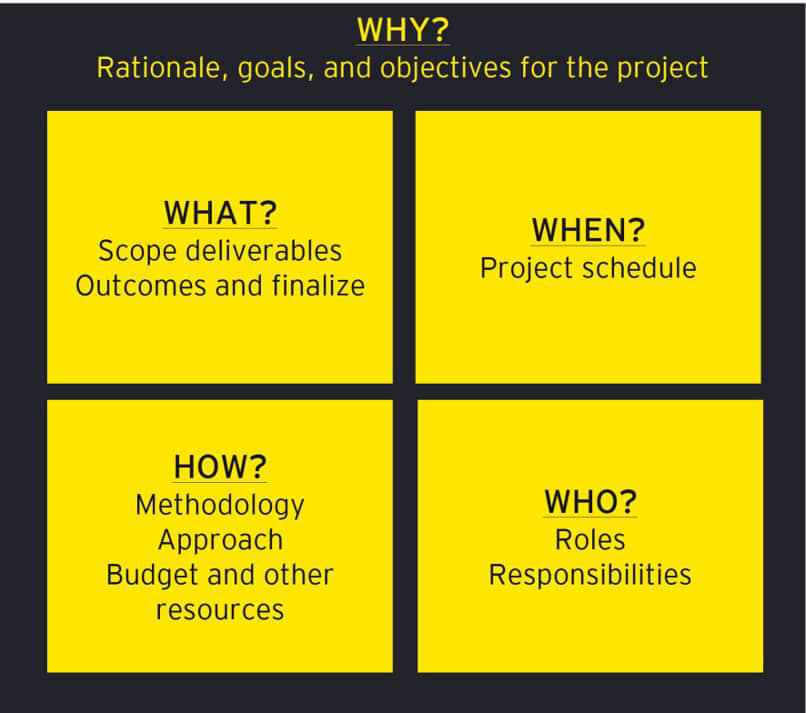 WHY?
Rationale, goals, and objectives for the project
WHAT?
Scope deliverables
Outcomes and finalize
WHEN?
Project schedule
HOW?
Methodology
Approach
Budget and other
resources
WHO?
Roles
Responsibilities